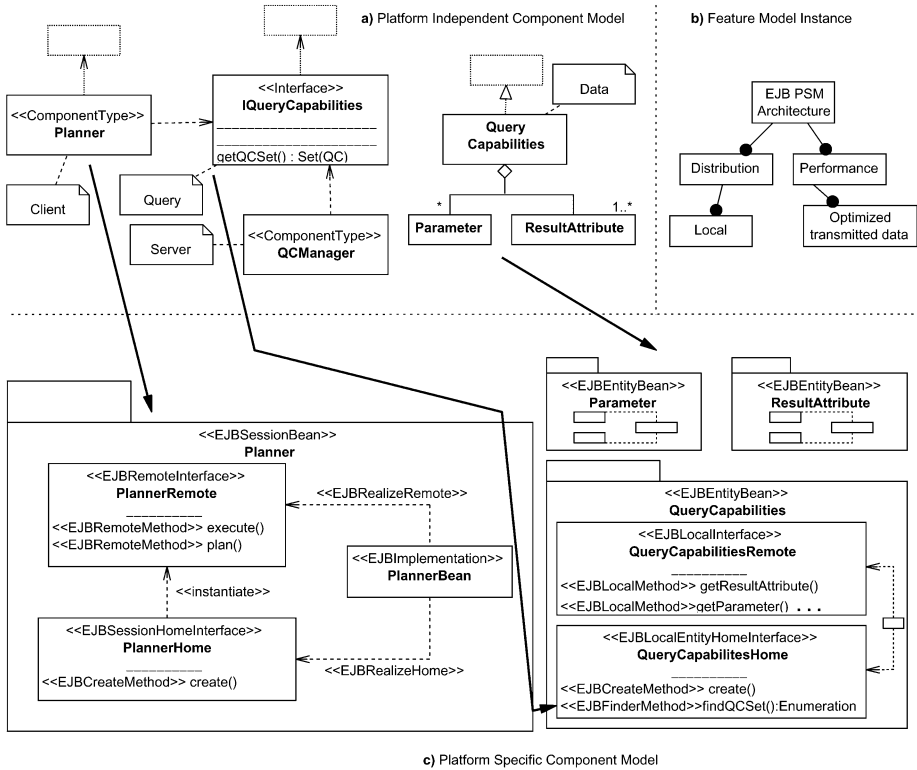 a) Platform Independent Component Model
b) Feature Model Instance
<<ComponentType>>
Planner
Client
<<Interface>>
IQueryCapabilities
getQCSet() : Set(QC)
Query
Server
<<ComponentType>>
QCManager
Data
Query
Capabilities
*
1..*
Parameter
ResultAttribute
EJB PSM
Architecture
Distribution
Performance
Local
Optimized
transmitted data
<<EJBSessionBean>>
Planner
<<EJBRemoteInterface>>
PlannerRemote
<<EJBRemoteMethod>> execute()
<<EJBRemoteMethod>> plan()
<<EJBRealizeRemote>>
<<EJBImplementation>>
PlannerBean
<<instantiate>>
<<EJBSessionHomeInterface>>
PlannerHome
<<EJBCreateMethod>> create()
<<EJBRealizeHome>>
<<EJBEntityBean>>
Parameter
<<EJBEntityBean>>
ResultAttribute
<<EJBEntityBean>>
QueryCapabilities
<<EJBLocalInterface>>
QueryCapabilitiesRemote
<<EJBLocalMethod>> getResultAttribute()
<<EJBLocalMethod>>getParameter() ...
<<EJBLocalEntityHomeInterface>>
QueryCapabilitesHome
<<EJBCreateMethod>> create()
<<EJBFinderMethod>>findQCSet():Enumeration
c) Platform Specific Component Model